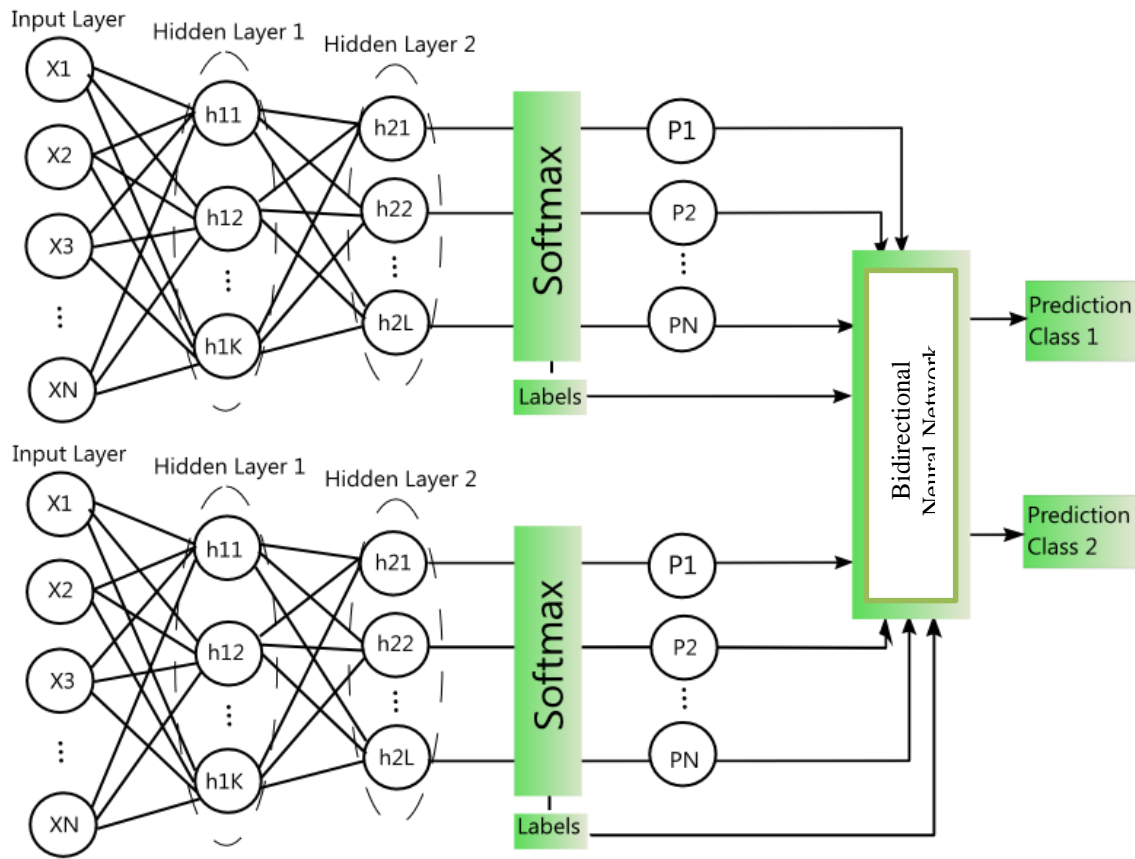 Input Layer
Hidden Layer 1
Hidden Layer 2
X1
X2
X3
⋮
XN
h11
h12
⋮
h1K
h21
h22
⋮
h2L
Softmax
Labels
P1
P2
⋮
PN
Input Layer
Hidden Layer 1
Hidden Layer 2
X1
X2
X3
⋮
XN
h11
h12
⋮
h1K
h21
h22
⋮
h2L
Softmax
Labels
P1
P2
⋮
PN
Bidirectional
Neural Network
Prediction
Class 1
Prediction
Class 2